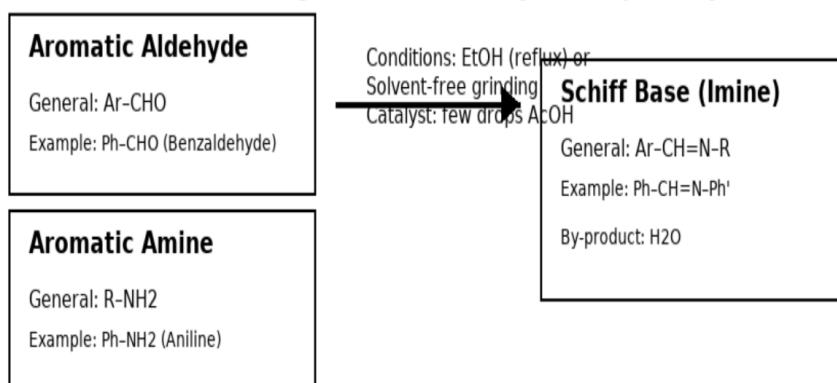 Aromatic Aldehyde
General: Ar–CHO
Example: Ph–CHO (Benzaldehyde)
Aromatic Amine
General: R–NH2
Example: Ph–NH2 (Aniline)
Conditions: EtOH (reflux) or
Solvent-free grinding
Catalyst: few drops AcOH
Schiff Base (Imine)
General: Ar–CH=N–R
Example: Ph–CH=N–Ph'
By-product: H2O